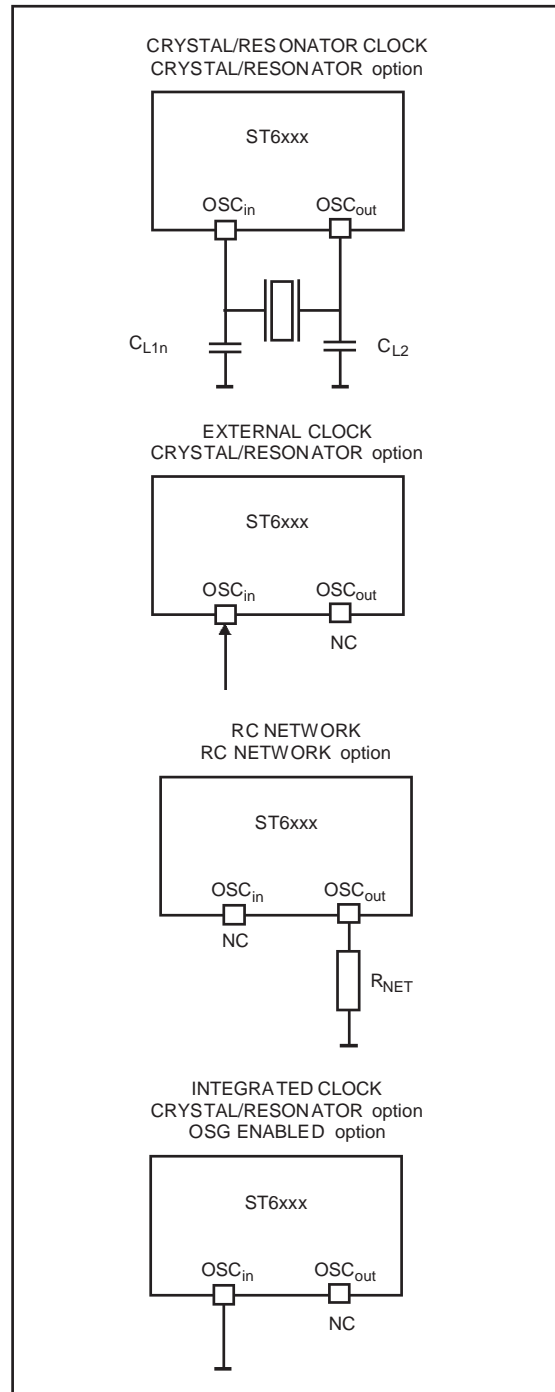 CRYSTAL/RESONATOR CLOCK
CRYSTAL/RESONATOR option
ST6xxx
OSCin OSCout
CL1n CL2
EXTERNAL CLOCK
CRYSTAL/RESONATOR option
ST6xxx
OSCin OSCout
NC
RC NETWORK
RC NETWORK option
ST6xxx
OSCin OSCout
NC
RNET
INTEGRATED CLOCK
CRYSTAL/RESONATOR option
OSG ENABLED option
ST6xxx
OSCin OSCout
NC